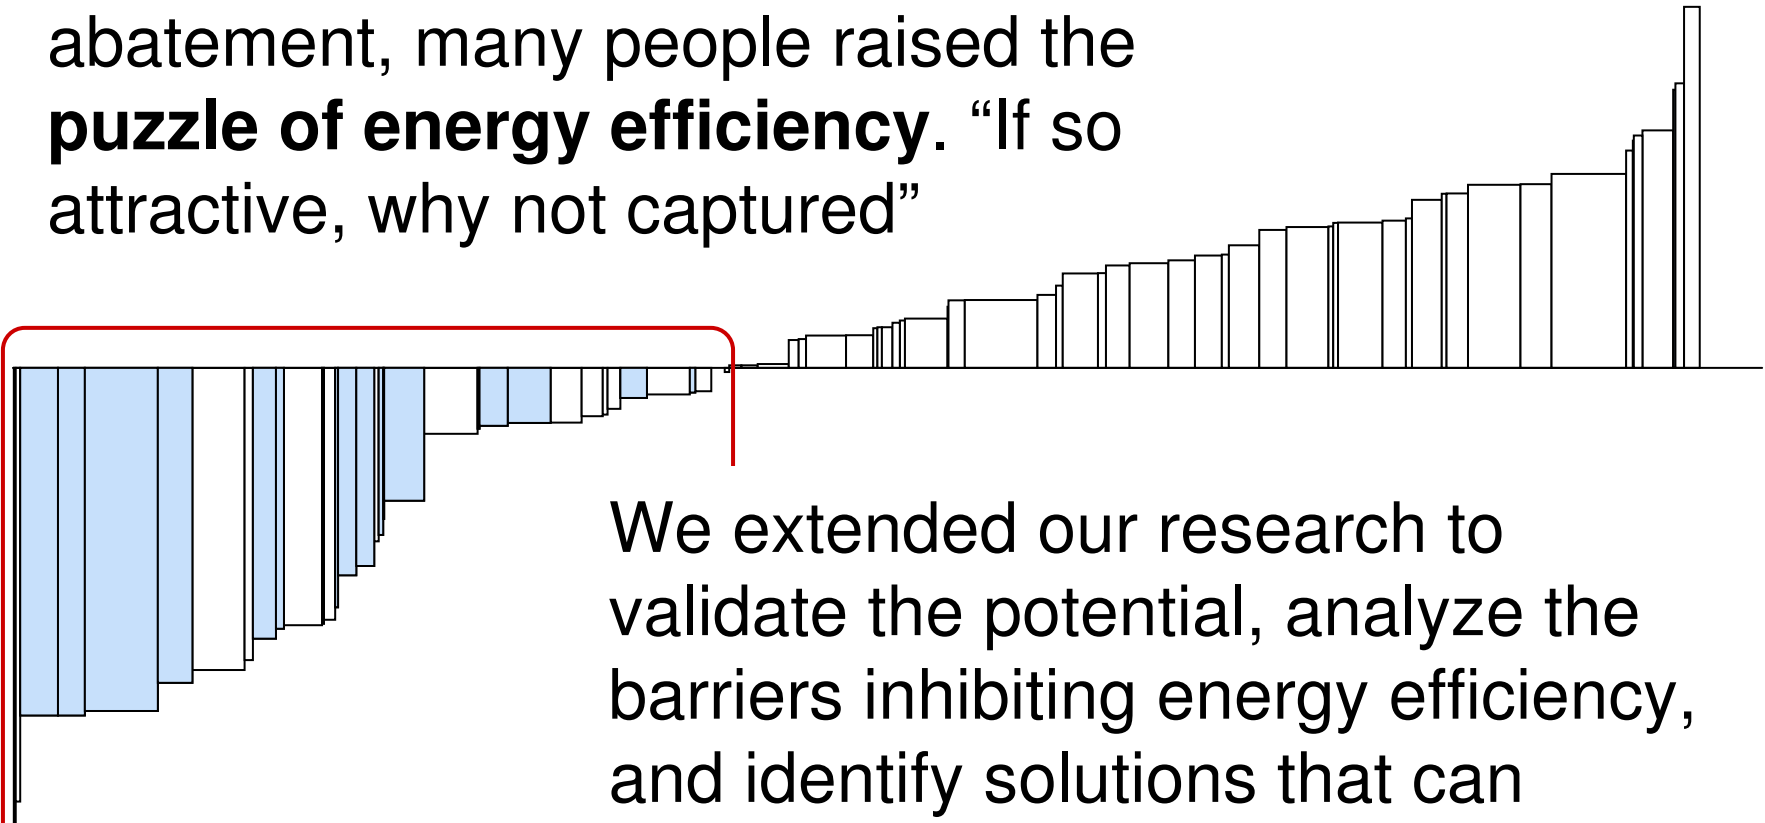 abatement, many people raised the
puzzle of energy efficiency. “If so
attractive, why not captured”
We extended our research to
validate the potential, analyze the
barriers inhibiting energy efficiency,
and identify solutions that can